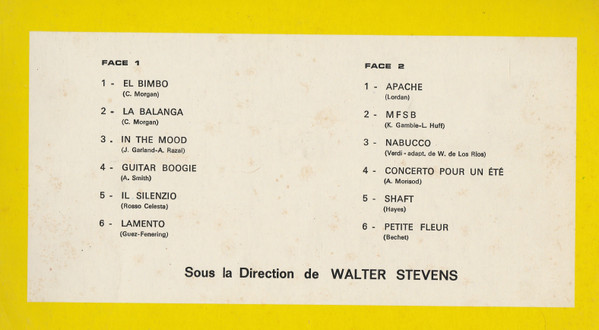 FACE 1
1 - EL BIMBO
(C. Morgan)
2 - LA BALANGA
(C. Morgan)
3 . IN THE MOOD
(J. Garland-A. Razal)
4 - GUITAR BOOGIE
(A. Smith)
5 - IL SILENZIO
(Rosso Celesta)
6 - LAMENTO
(Guaz-Fenering)
FACE 2
1 - APACHE
(Lordan)
2 - MFSB
(K. Gamble-L. Huff)
3 - NABUCCO
(Verdi - adapt. de W. de Los Rios)
4 - CONCERTO POUR UN ÉTÉ
(A. Morisod)
5 - SHAFT
(Hayes)
6 - PETITE FLEUR
(Bechet)
Sous la Direction de WALTER STEVENS